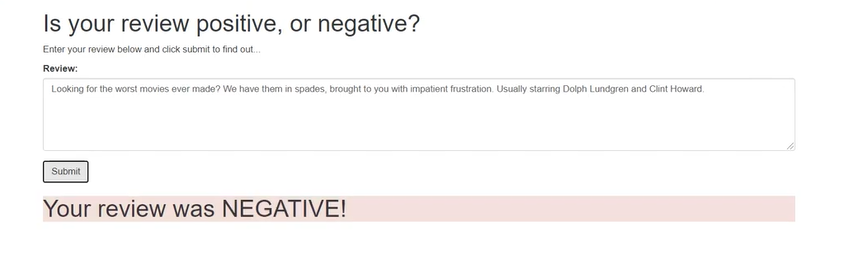 Is your review positive, or negative?
Enter your review below and click submit to find out...
Review:
Looking for the worst movies ever made? We have them in spades, brought to you with impatient frustration. Usually starring Dolph Lundgren and Clint Howard.
Submit
Your review was NEGATIVE!